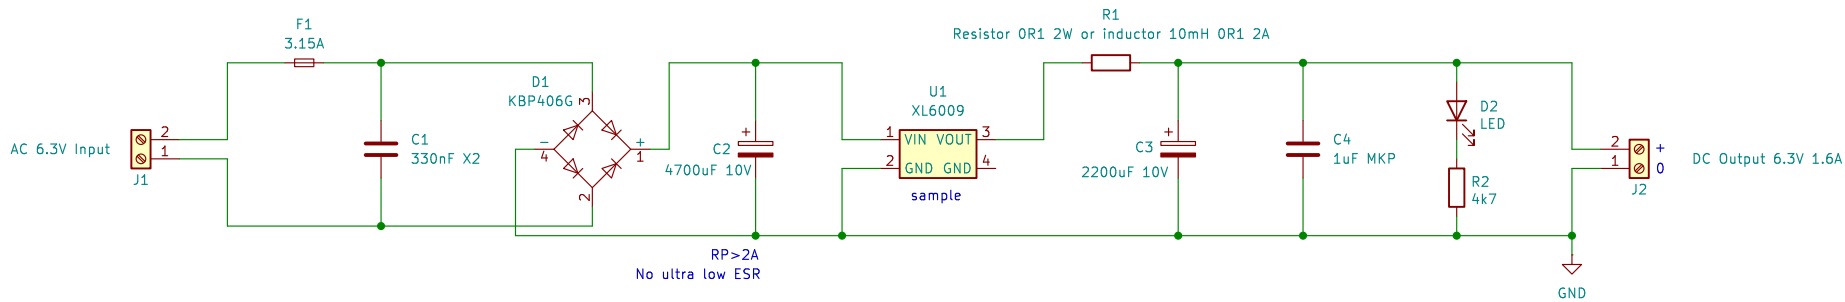 F1
3.15A
AC 6.3V Input
2
1
J1
C1
330nF X2
D1
KBP406G
3
-
4
+
1
2
+
C2
4700uF 10V
RP>2A
No ultra low ESR
U1
XL6009
1
VIN VOUT
3
2
GND GND
4
sample
R1
Resistor 0R1 2W or inductor 10mH 0R1 2A
+
C3
2200uF 10V
C4
1uF MKP
D2
LED
R2
4k7
2
+
1
0
J2
DC Output 6.3V 1.6A
GND